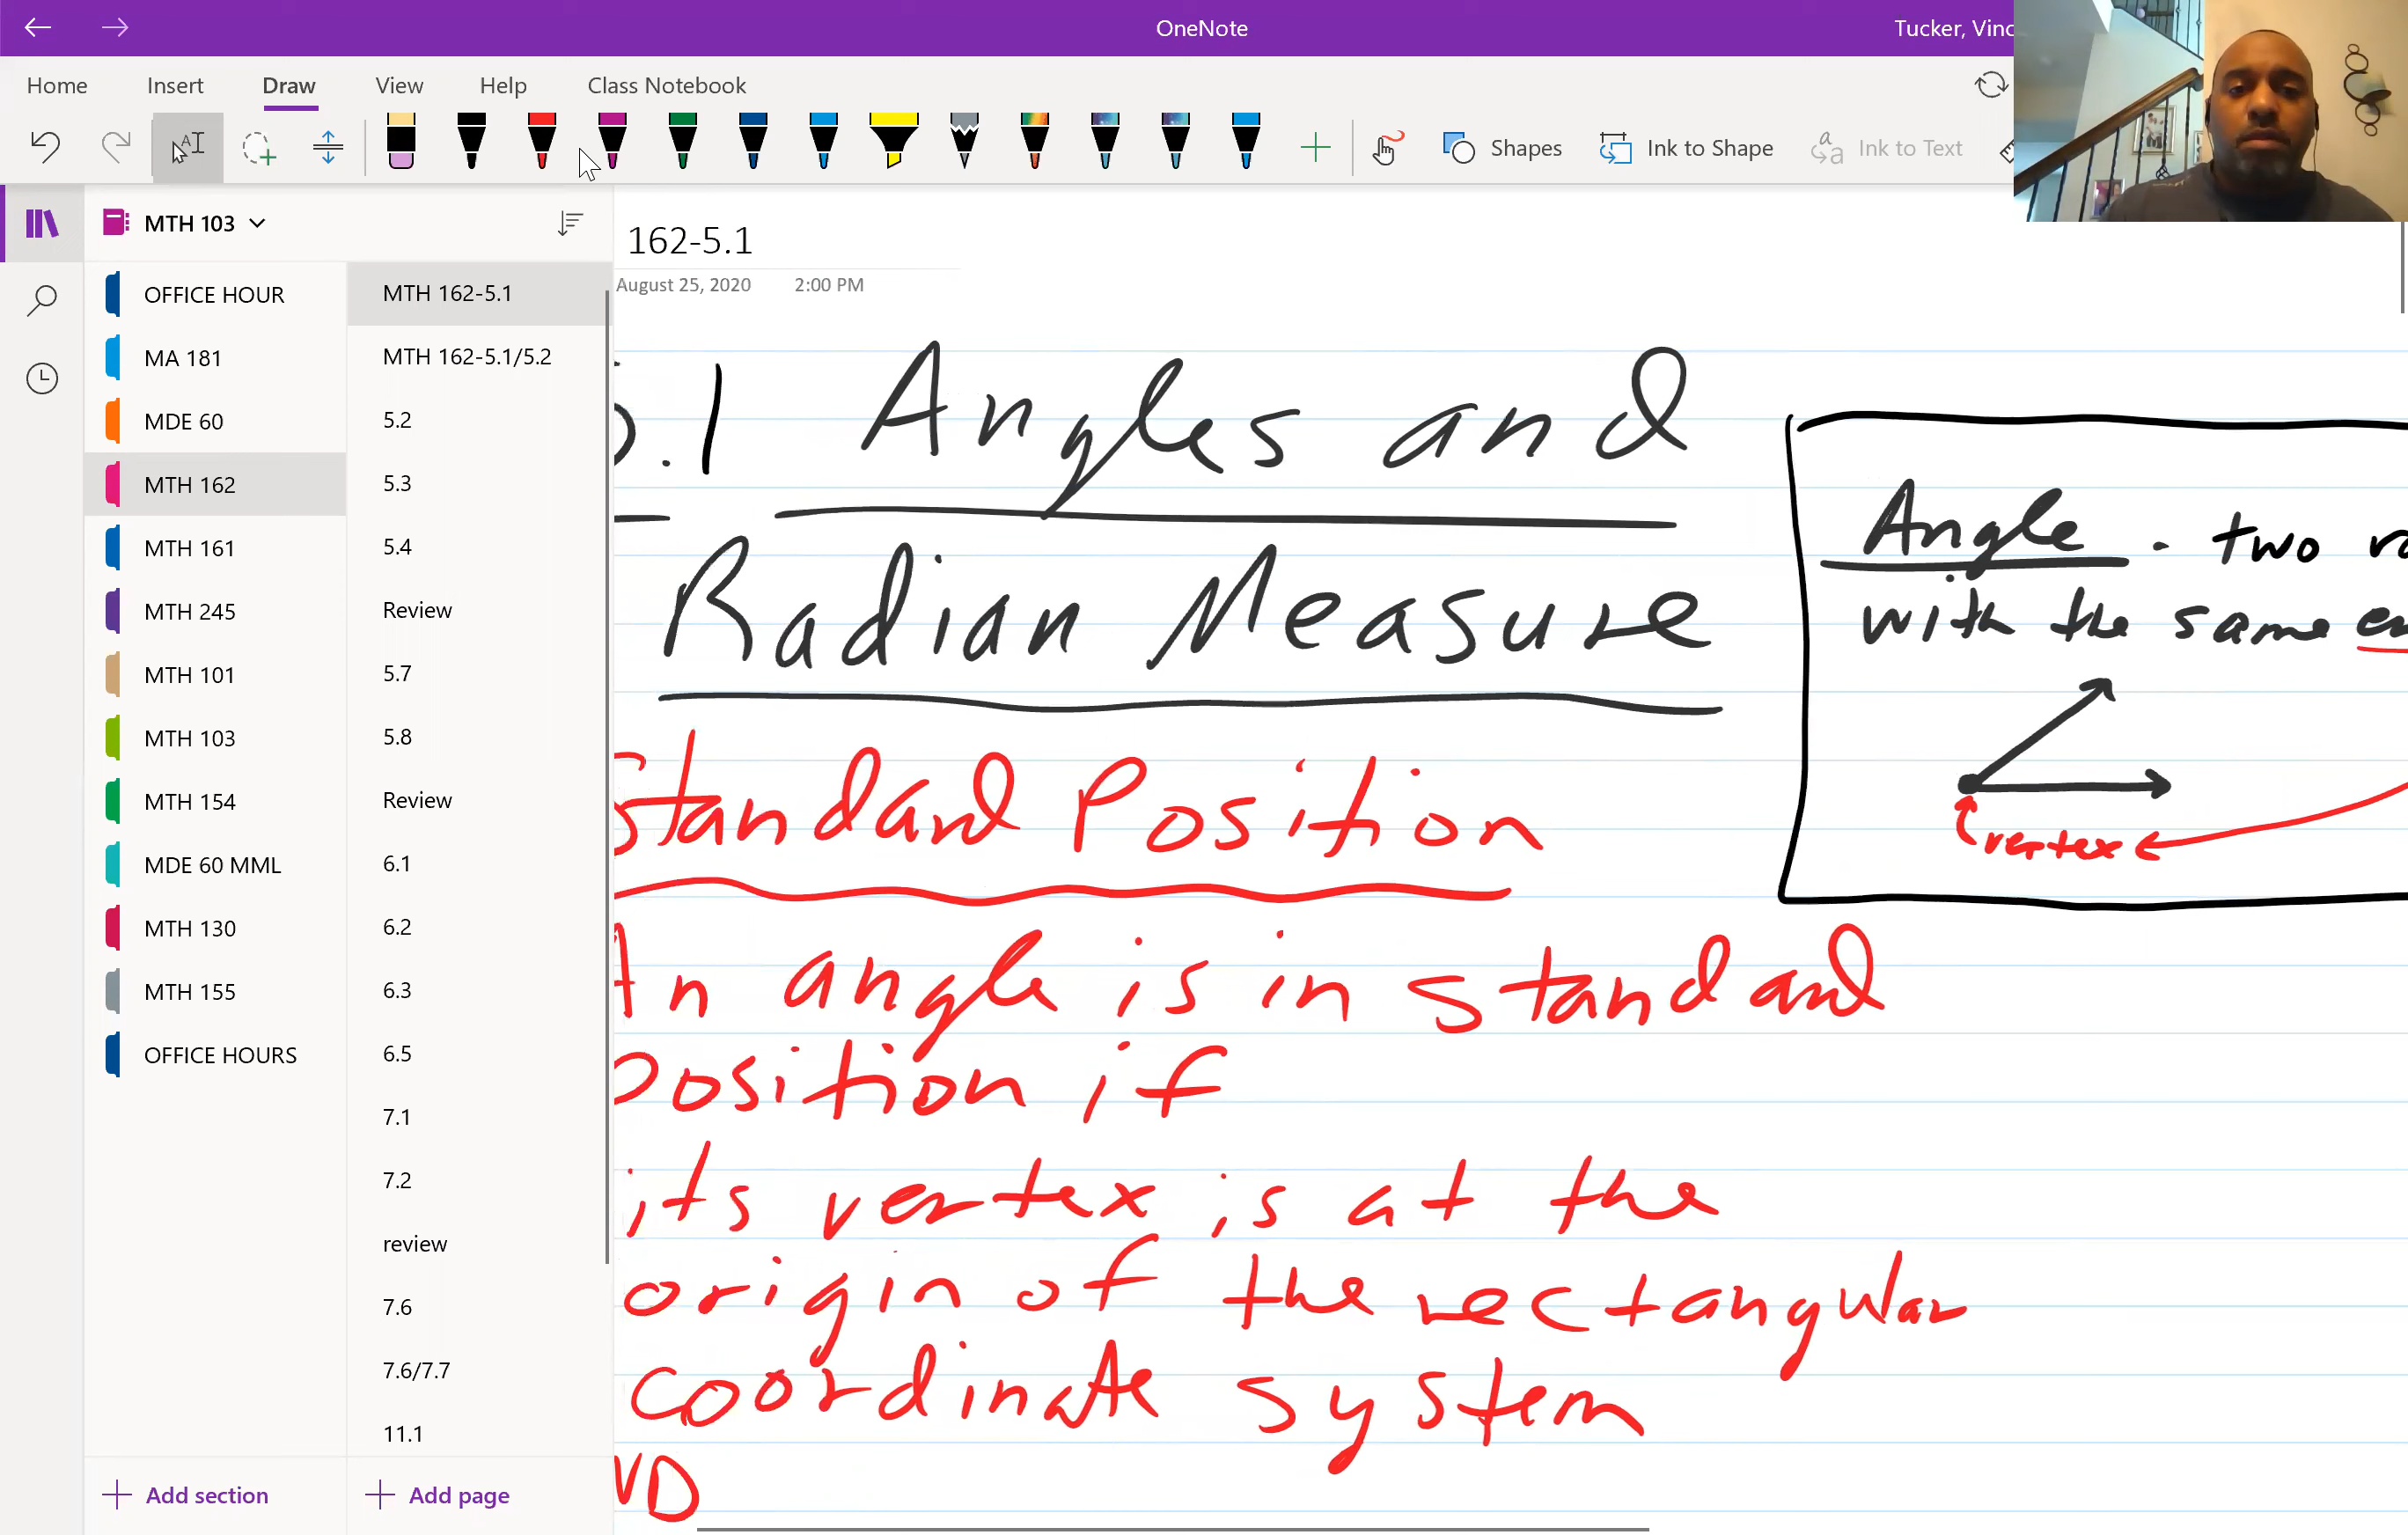 OneNote
Tucker, Vinc
Home Insert Draw View Help Class Notebook
Shapes Ink to Shape Ink to Text
MTH 103
OFFICE HOUR
MA 181
MDE 60
MTH 162
MTH 161
MTH 245
MTH 101
MTH 103
MTH 154
MDE 60 MML
MTH 130
MTH 155
OFFICE HOURS
Add section
MTH 162-5.1
MTH 162-5.1/5.2
5.2
5.3
5.4
Review
5.7
5.8
Review
6.1
6.2
6.3
6.5
7.1
7.2
review
7.6
7.6/7.7
11.1
Add page
162-5.1
August 25, 2020 2:00 PM
5.1 Angles and
Radian Measure
Standard Position
An angle is in standard
position if
its vertex is at the
origin of the rectangular
coordinate system
ND
Angle - two
with the same
vertex